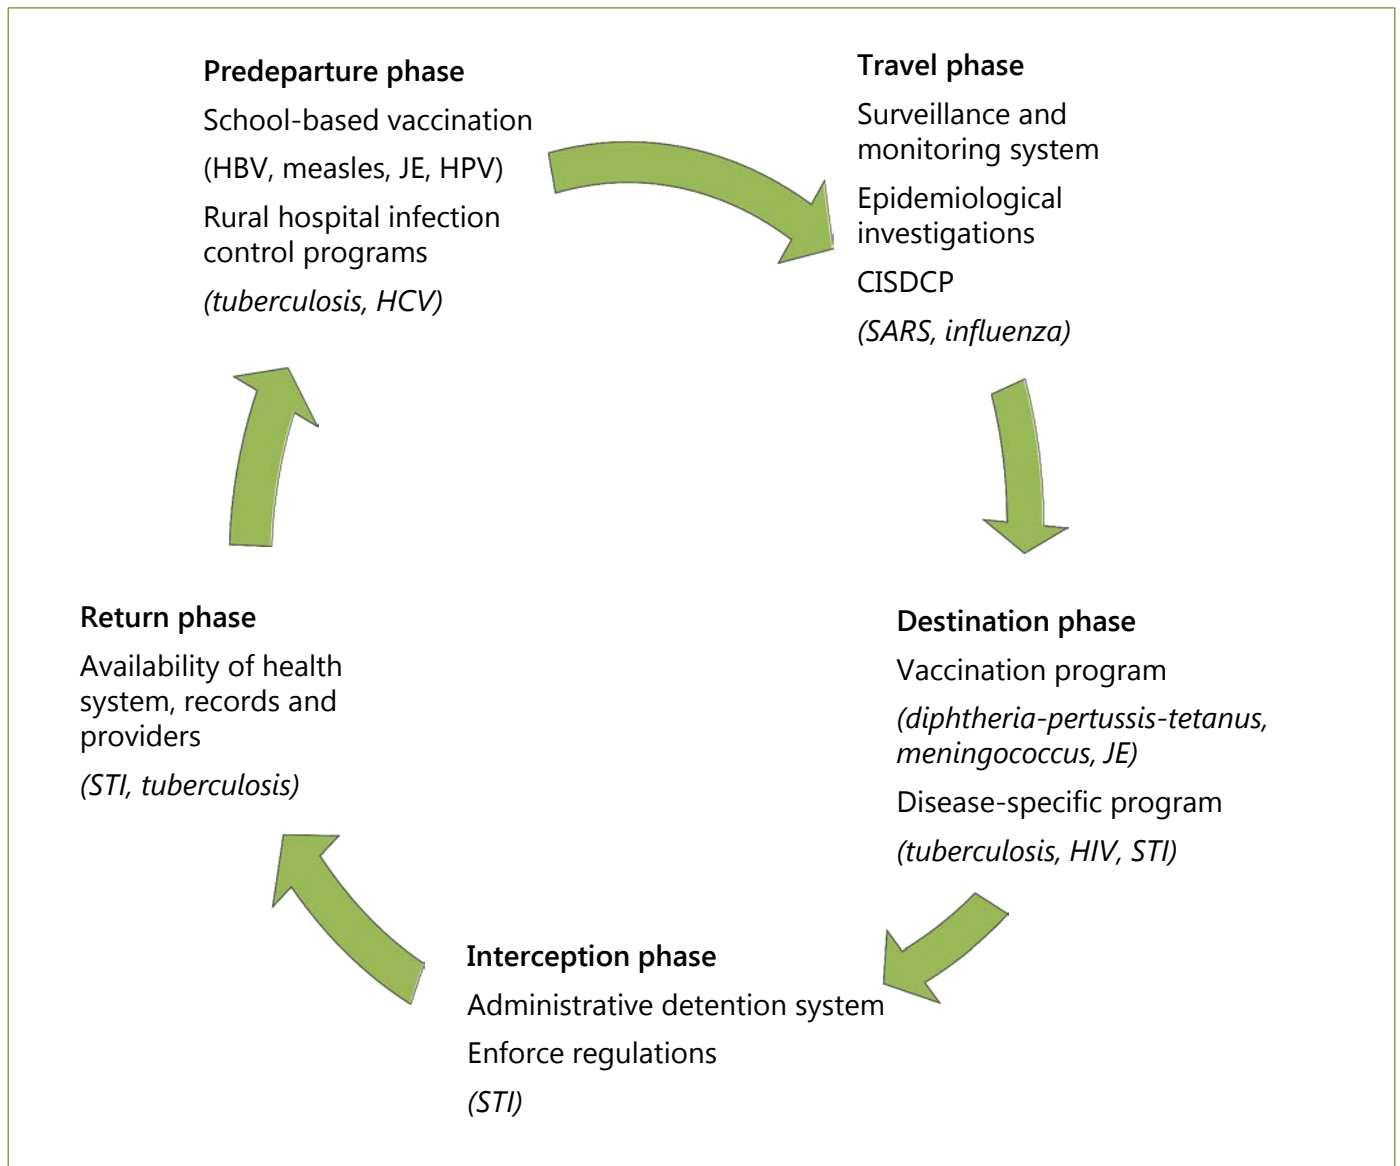 Predeparture phase
School-based vaccination
(HBV, measles, JE, HPV)
Rural hospital infection
control programs
(tuberculosis, HCV)
Travel phase
Surveillance and
monitoring system
Epidemiological
investigations
CISDCP
(SARS, influenza)
Destination phase
Vaccination program
(diphtheria-pertussis-tetanus,
meningococcus, JE)
Disease-specific program
(tuberculosis, HIV, STI)
Interception phase
Administrative detention system
Enforce regulations
(STI)
Return phase
Availability of health
system, records and
providers
(STI, tuberculosis)